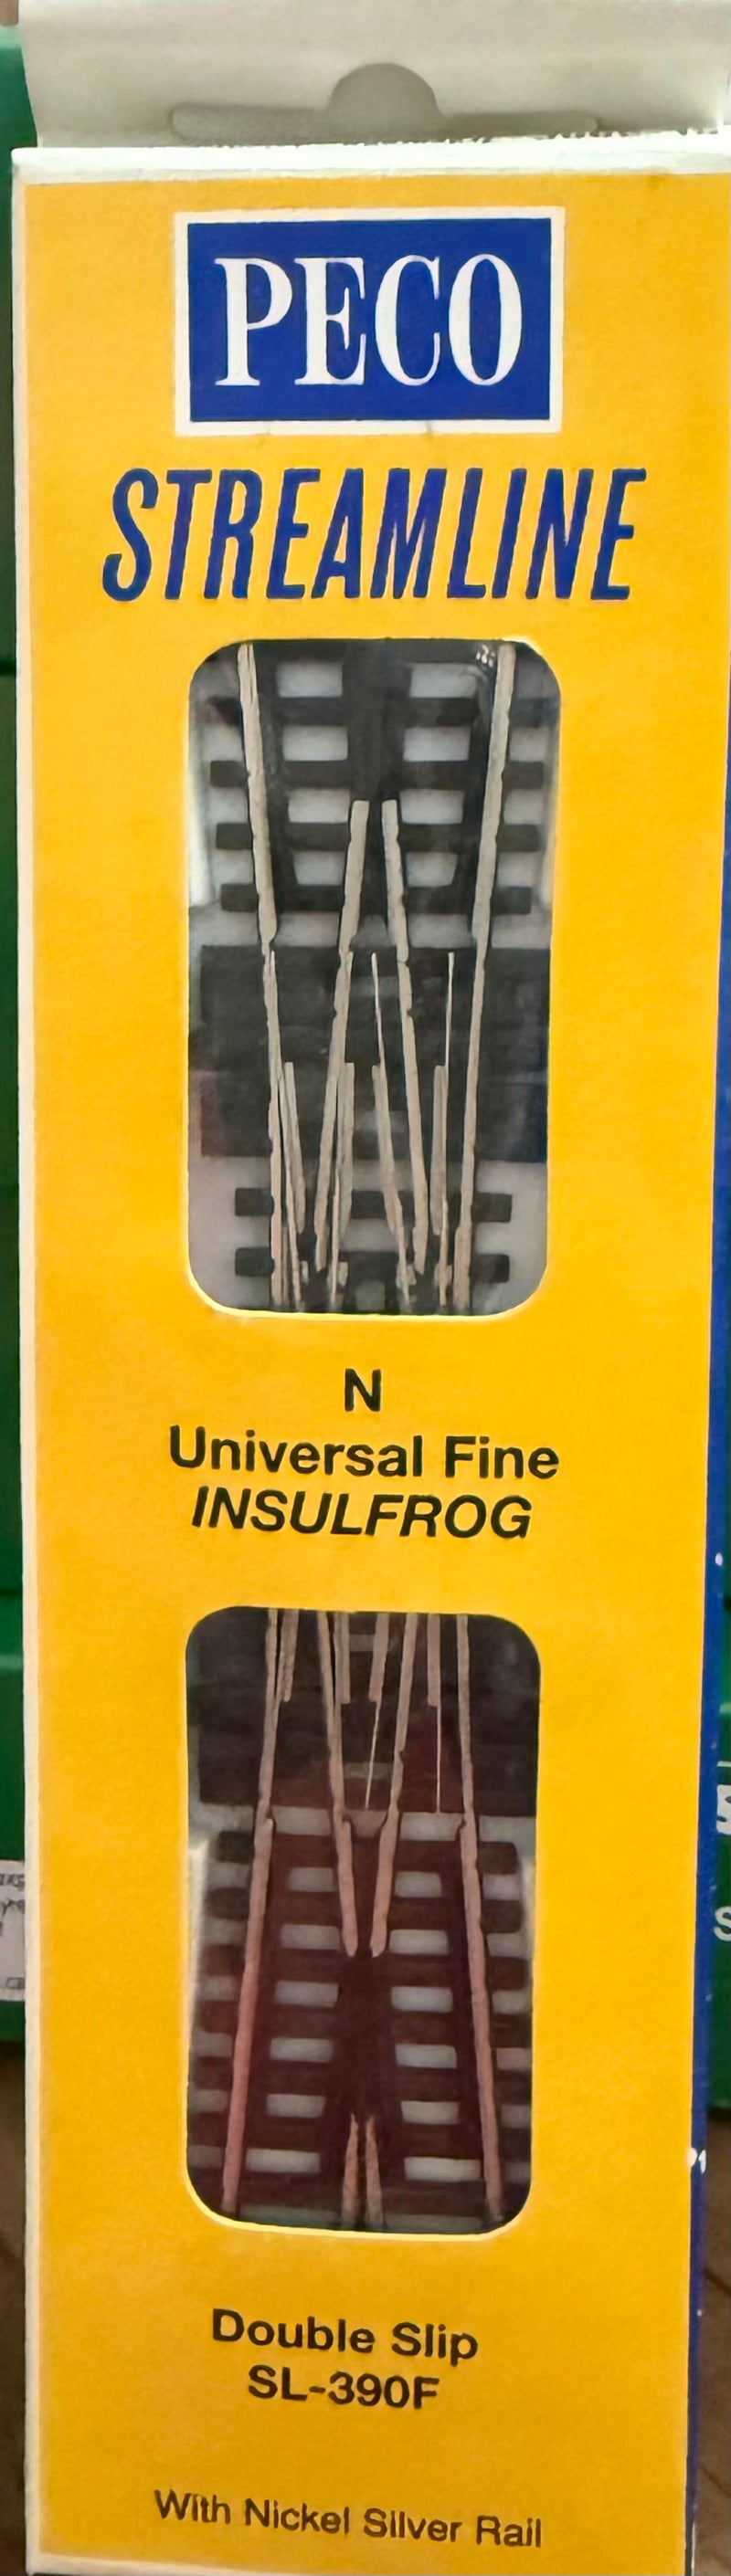 PECO
STREAMLINE
N
Universal Fine
INSULFROG
Double Slip
SL-390F
With Nickel Silver Rail